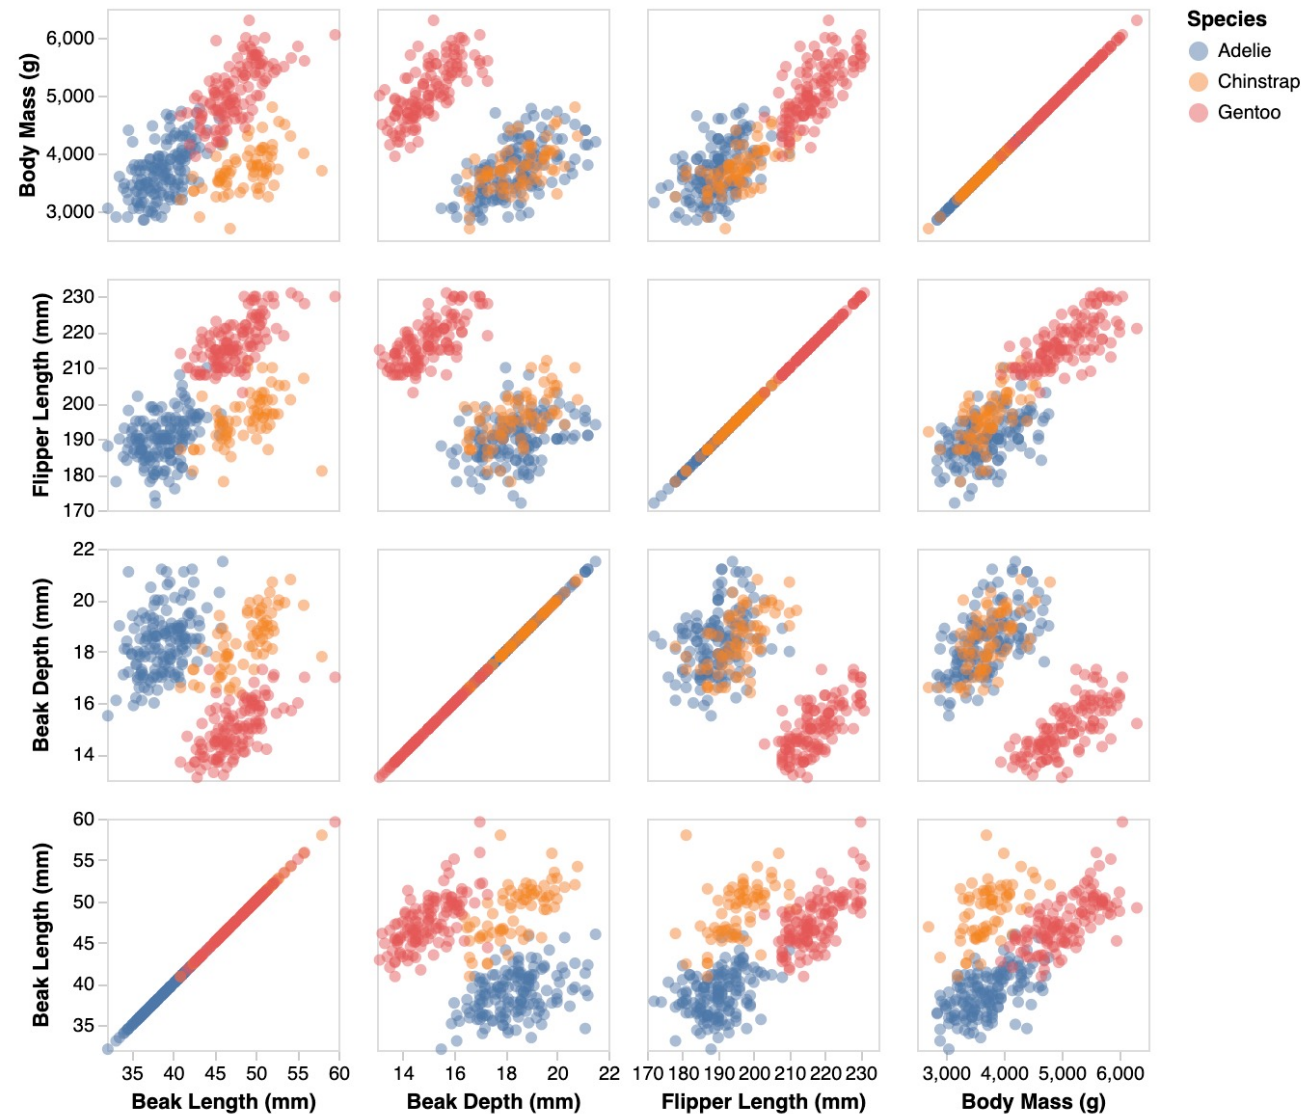 Species
Adelie
Chinstrap
Gentoo
Body Mass (g)
6,000
5,000
4,000
3,000
Flipper Length (mm)
230
220
210
200
190
180
170
Beak Depth (mm)
22
20
18
16
14
Beak Length (mm)
60
55
50
45
40
35
35 40 45 50 55 60
14 16 18 20 22
170 180 190 200 210 220 230
3,000 4,000 5,000 6,000
Beak Length (mm)
Beak Depth (mm)
Flipper Length (mm)
Body Mass (g)